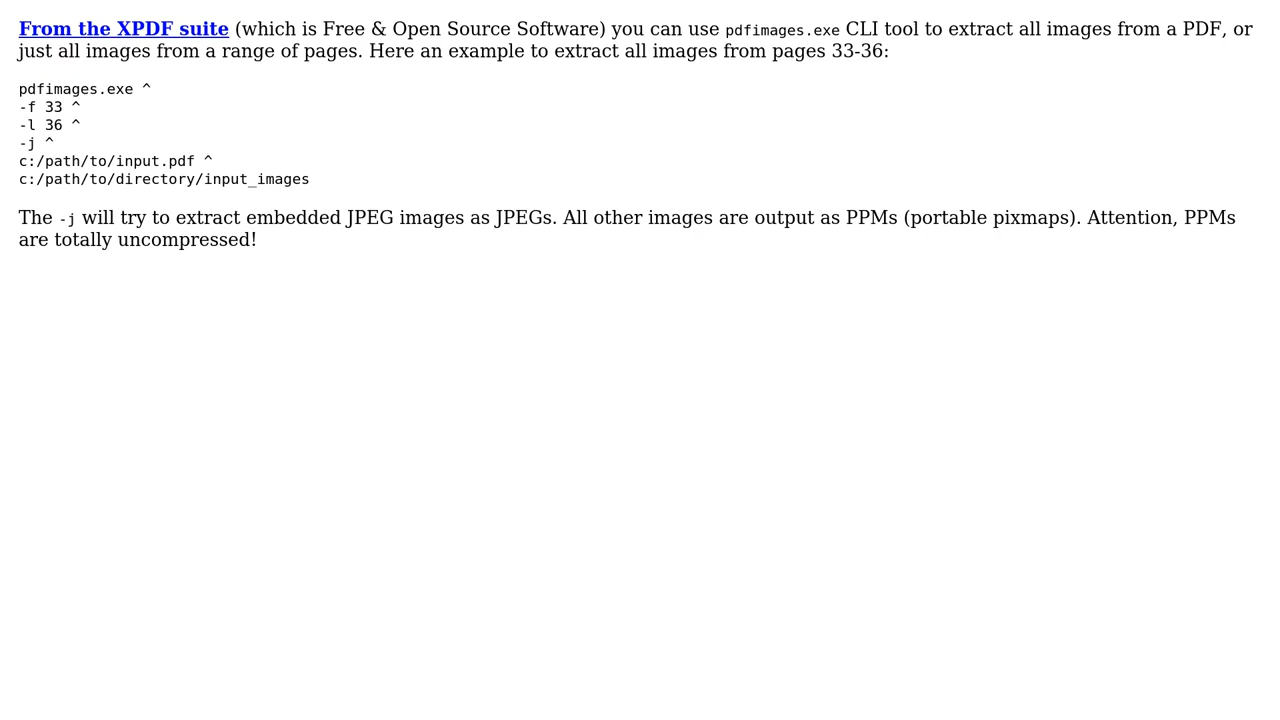 From the XPDF suite (which is Free & Open Source Software) you can use pdfimages.exe CLI tool to extract all images from a PDF, or
just all images from a range of pages. Here an example to extract all images from pages 33-36:
pdfimages.exe ^
-f 33 ^
-l 36 ^
-j ^
c:/path/to/input.pdf ^
c:/path/to/directory/input_images
The -j will try to extract embedded JPEG images as JPEGs. All other images are output as PPMs (portable pixmaps). Attention, PPMs
are totally uncompressed!